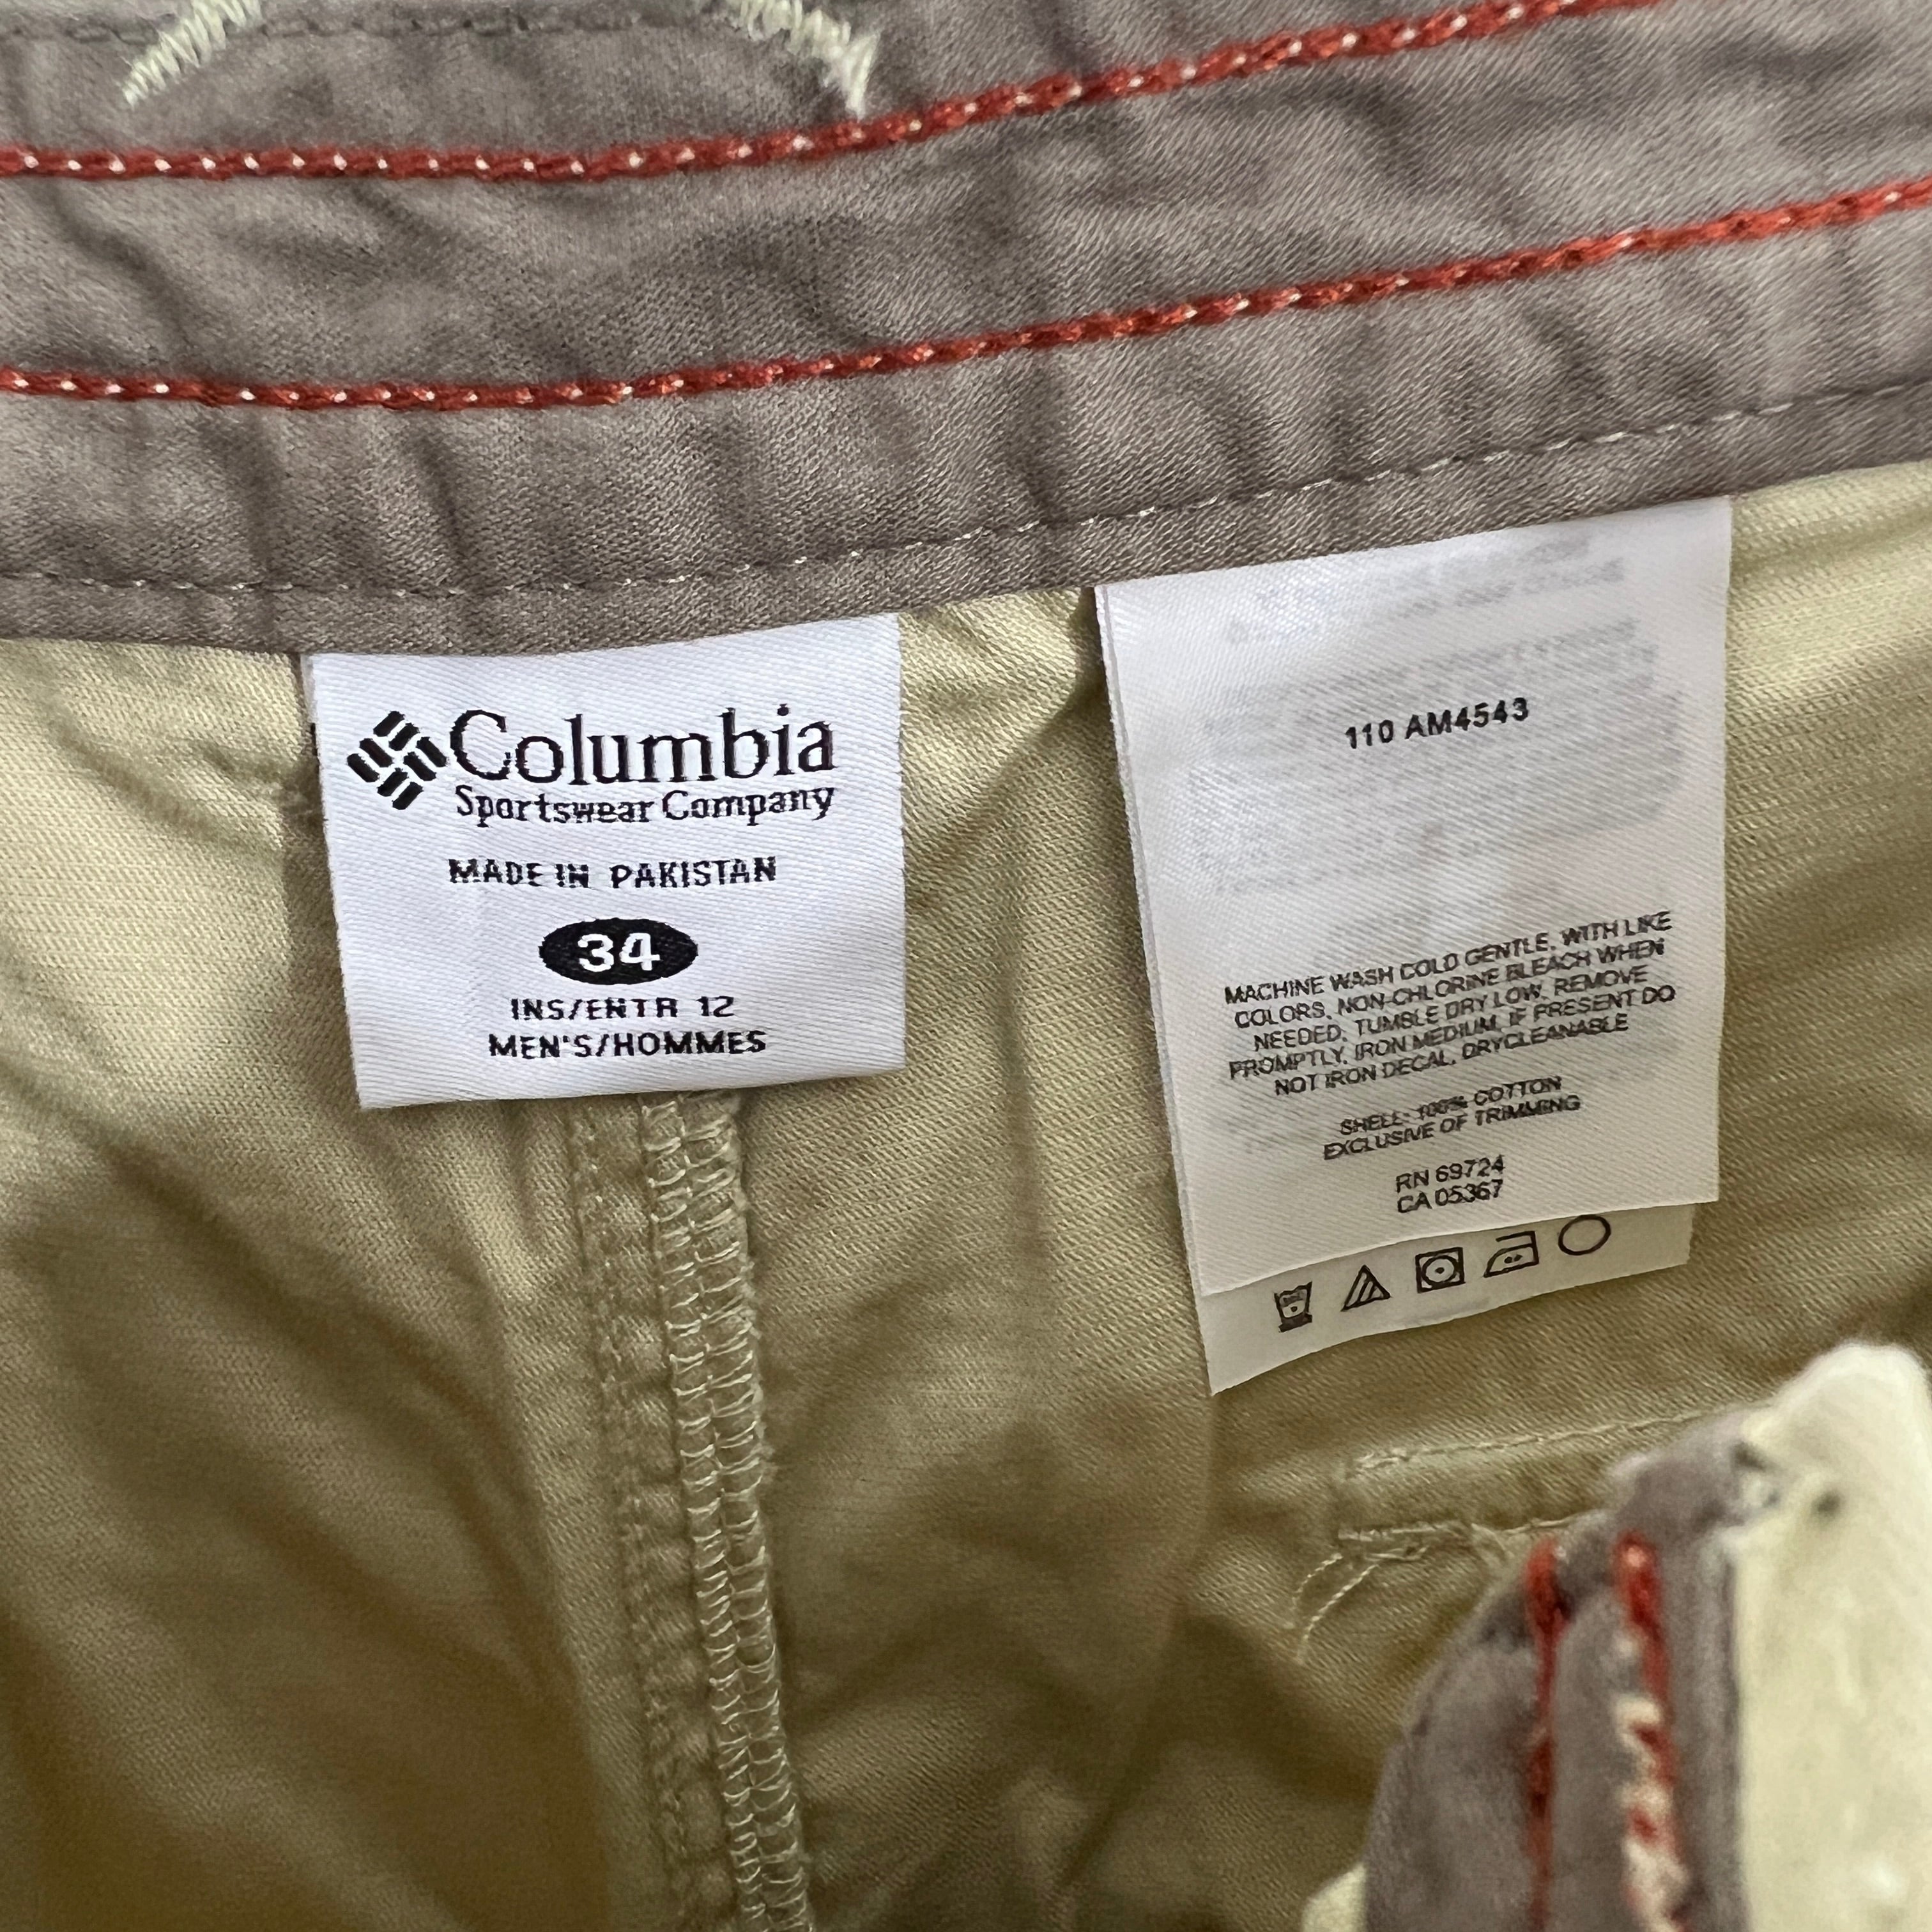 Columbia
Sportswear Company
MADE IN PAKISTAN
34
INS/ENTR 12
MEN'S/HOMMES
110 AM4543
MACHINE WASH COLD GENTLE, WITH LIKE
COLORS, NON-CHLORINE BLEACH WHEN
NEEDED, TUMBLE DRY LOW, REMOVE
PROMPTLY, IRON MEDIUM, IF PRESENT DO
NOT IRON DECAL, DRYCLEANABLE
SHELL: 100% COTTON
EXCLUSIVE OF TRIMMING
RN 69724
CA 05367